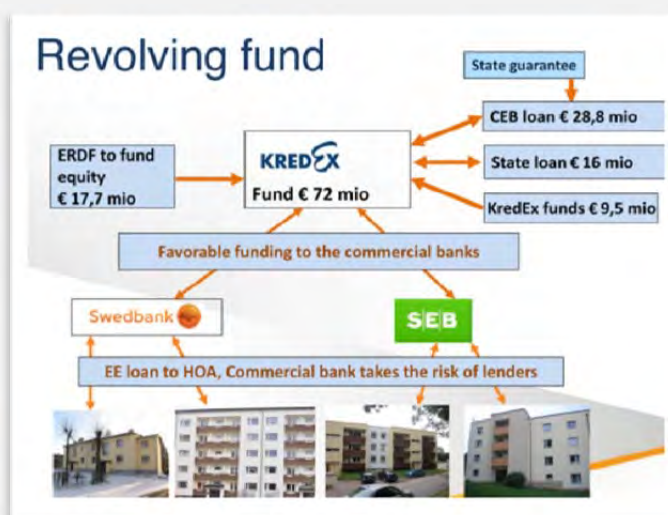 Revolving fund
State guarantee
CEB loan € 28,8 mio
ERDF to fund
equity
€ 17,7 mio
KREDEX
Fund € 72 mio
State loan € 16 mio
KredEx funds € 9,5 mio
Favorable funding to the commercial banks
Swedbank
SEB
EE loan to HOA, Commercial bank takes the risk of lenders